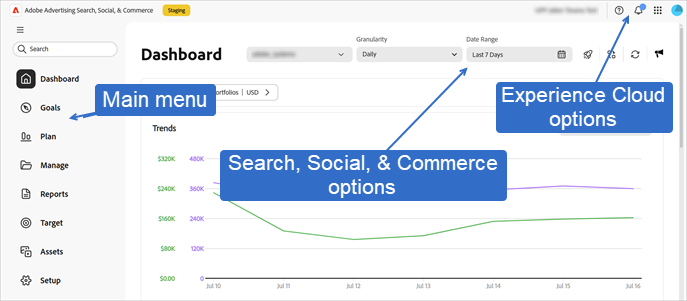 Adobe Advertising Search, Social, & Commerce
Staging
Search
Dashboard
Goals
Plan
Manage
Reports
Target
Assets
Setup
Main menu
Dashboard
Granularity
Daily
Date Range
Last 7 Days
Experience Cloud
options
ortfolios | USD
Search, Social, & Commerce
options
Trends
$320K 480K
$240K 360K
$160K 240K
$80K 120K
$0.00 0
Jul 10 Jul 11 Jul 12 Jul 13 Jul 14 Jul 15 Jul 16